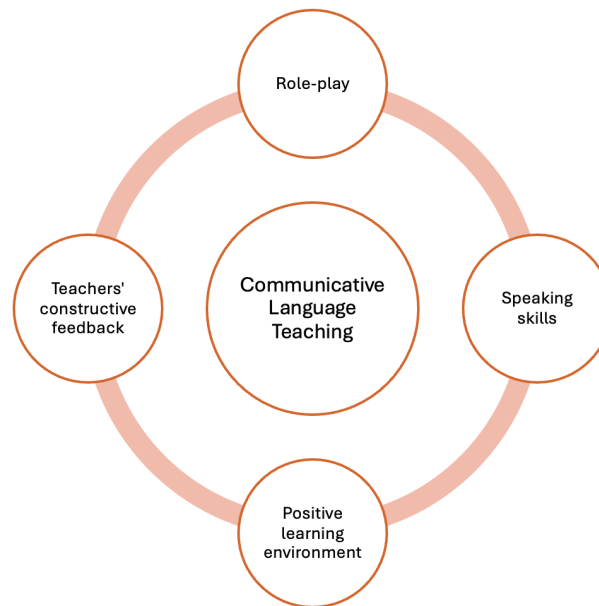 Role-play
Teachers'
constructive
feedback
Communicative
Language
Teaching
Speaking
skills
Positive
learning
environment